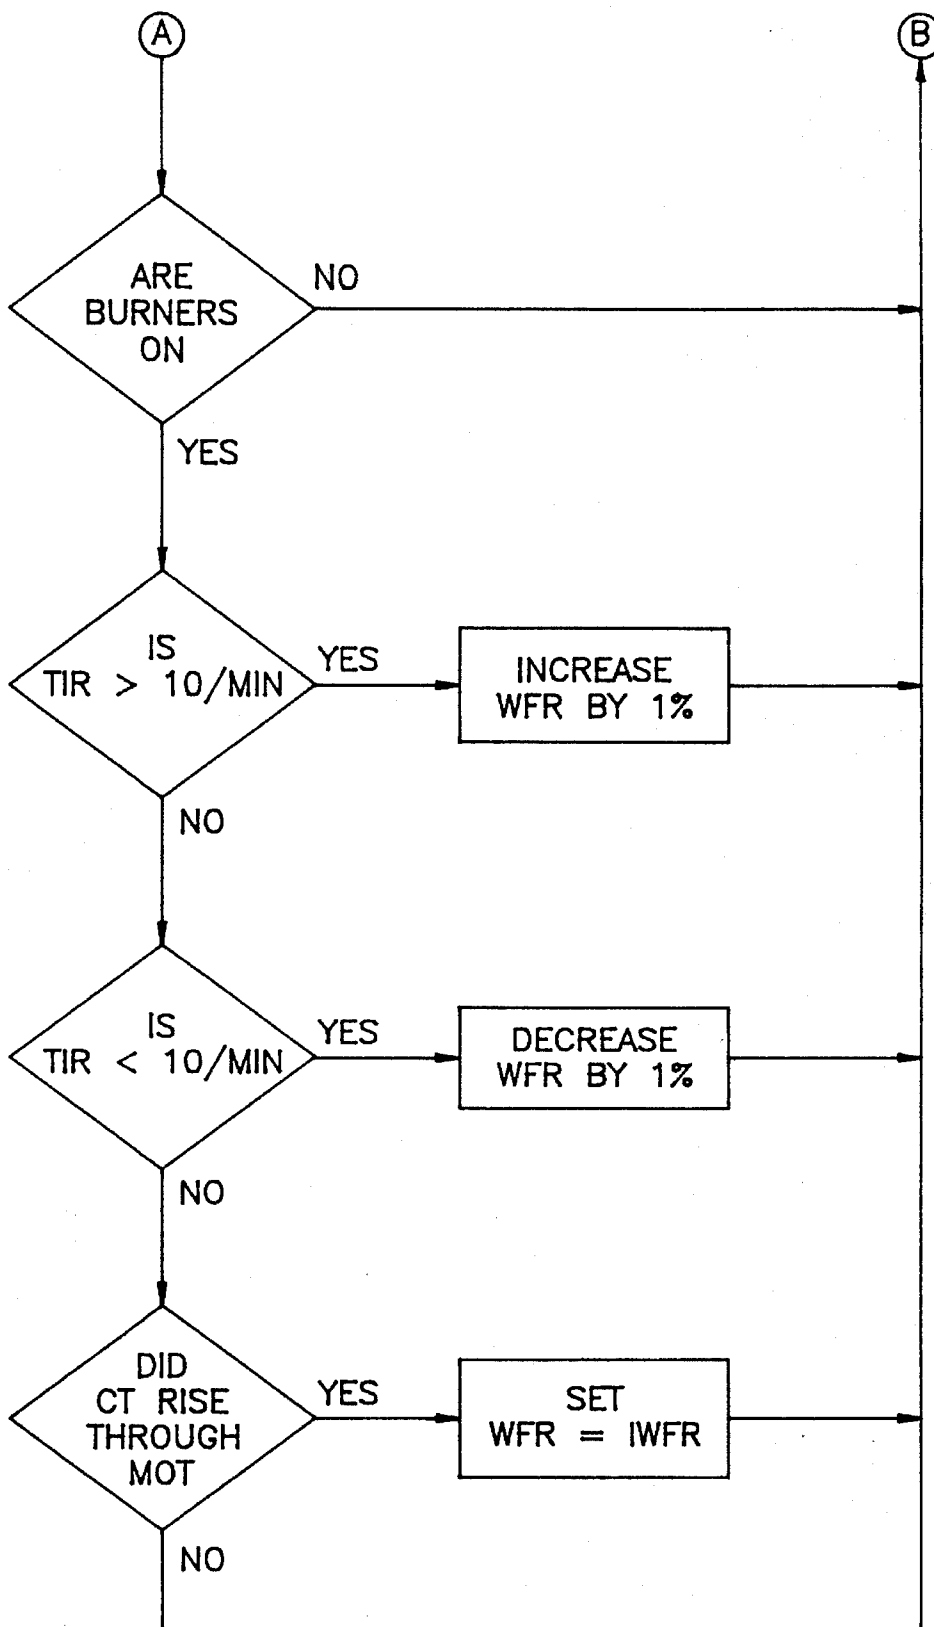 A
B
ARE
BURNERS
ON
NO
YES
IS
TIR > 10/MIN
YES
INCREASE
WFR BY 1%
NO
IS
TIR < 10/MIN
YES
DECREASE
WFR BY 1%
NO
DID
CT RISE
THROUGH
MOT
YES
SET
WFR = IWFR
NO